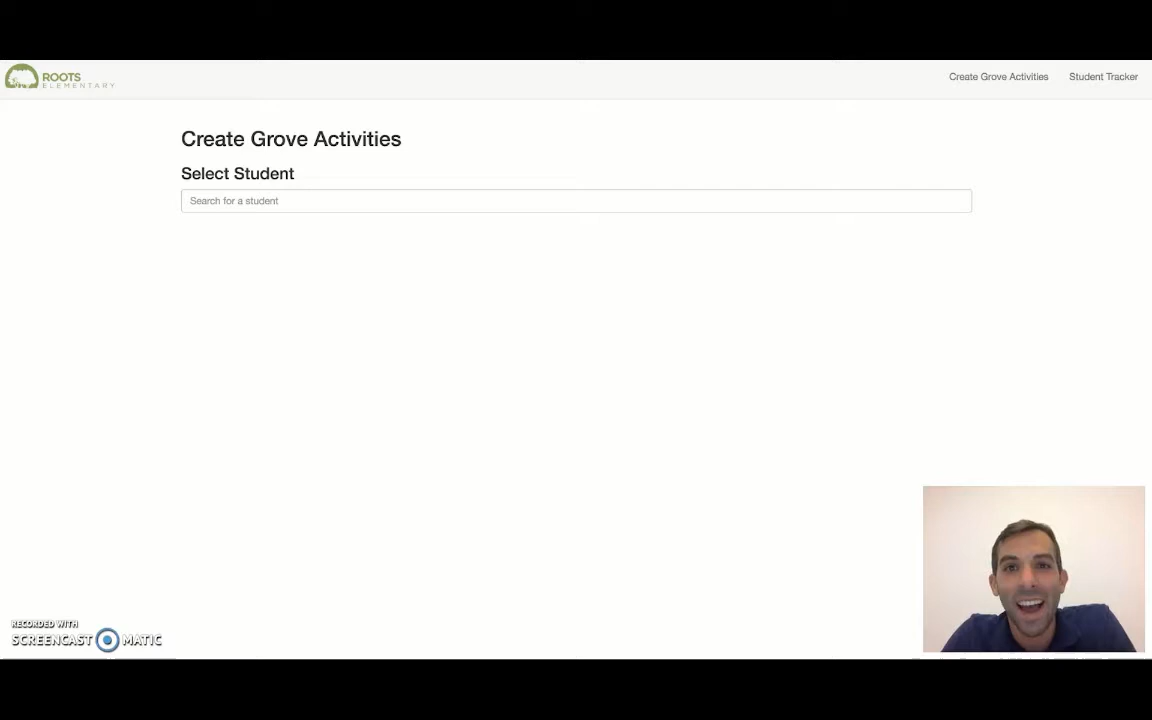 ROOTS
ELEMENTARY
Create Grove Activities
Student Tracker
Create Grove Activities
Select Student
Search for a student
RECORDED WITH
SCREENCAST MATIC